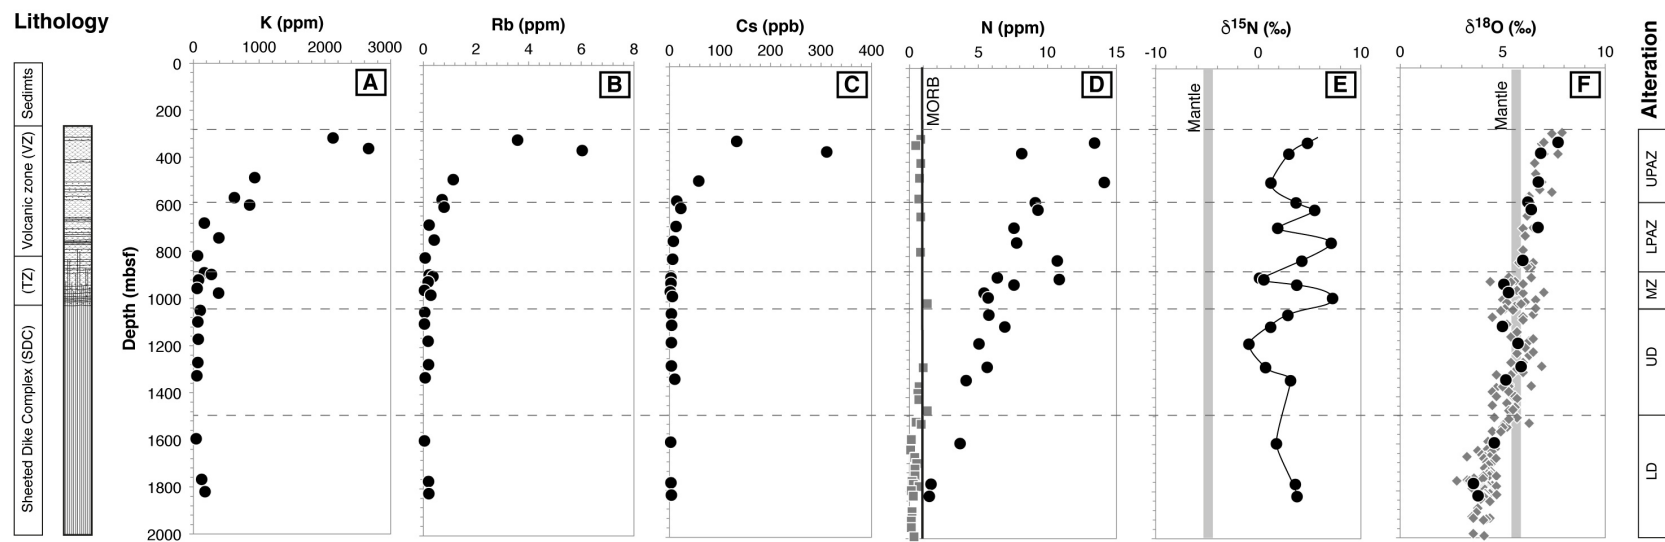 Lithology
K (ppm)
0 1000 2000 3000
Rb (ppm)
0 2 4 6 8
Cs (ppb)
0 100 200 300 400
N (ppm)
0 5 10 15
δ15N (‰)
-10 0 10
δ18O (‰)
0 5 10
Alteration
A
B
C
D
E
F
MORB
Mantle
Mantle
Sediments
Volcanic zone (VZ)
(TZ)
Sheeted Dike Complex (SDC)
Depth (mbsf)
0
200
400
600
800
1000
1200
1400
1600
1800
2000
UPAZ
LPAZ
MZ
UD
LD